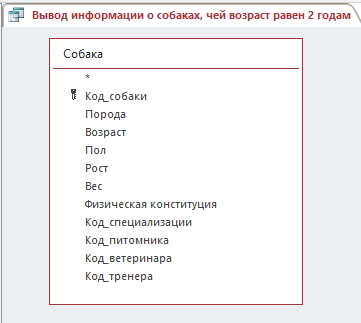 Вывод информации о собаках, чей возраст равен 2 годам
Собака
*
Код_собаки
Порода
Возраст
Пол
Рост
Вес
Физическая конституция
Код_специализации
Код_питомника
Код_ветеринара
Код_тренера